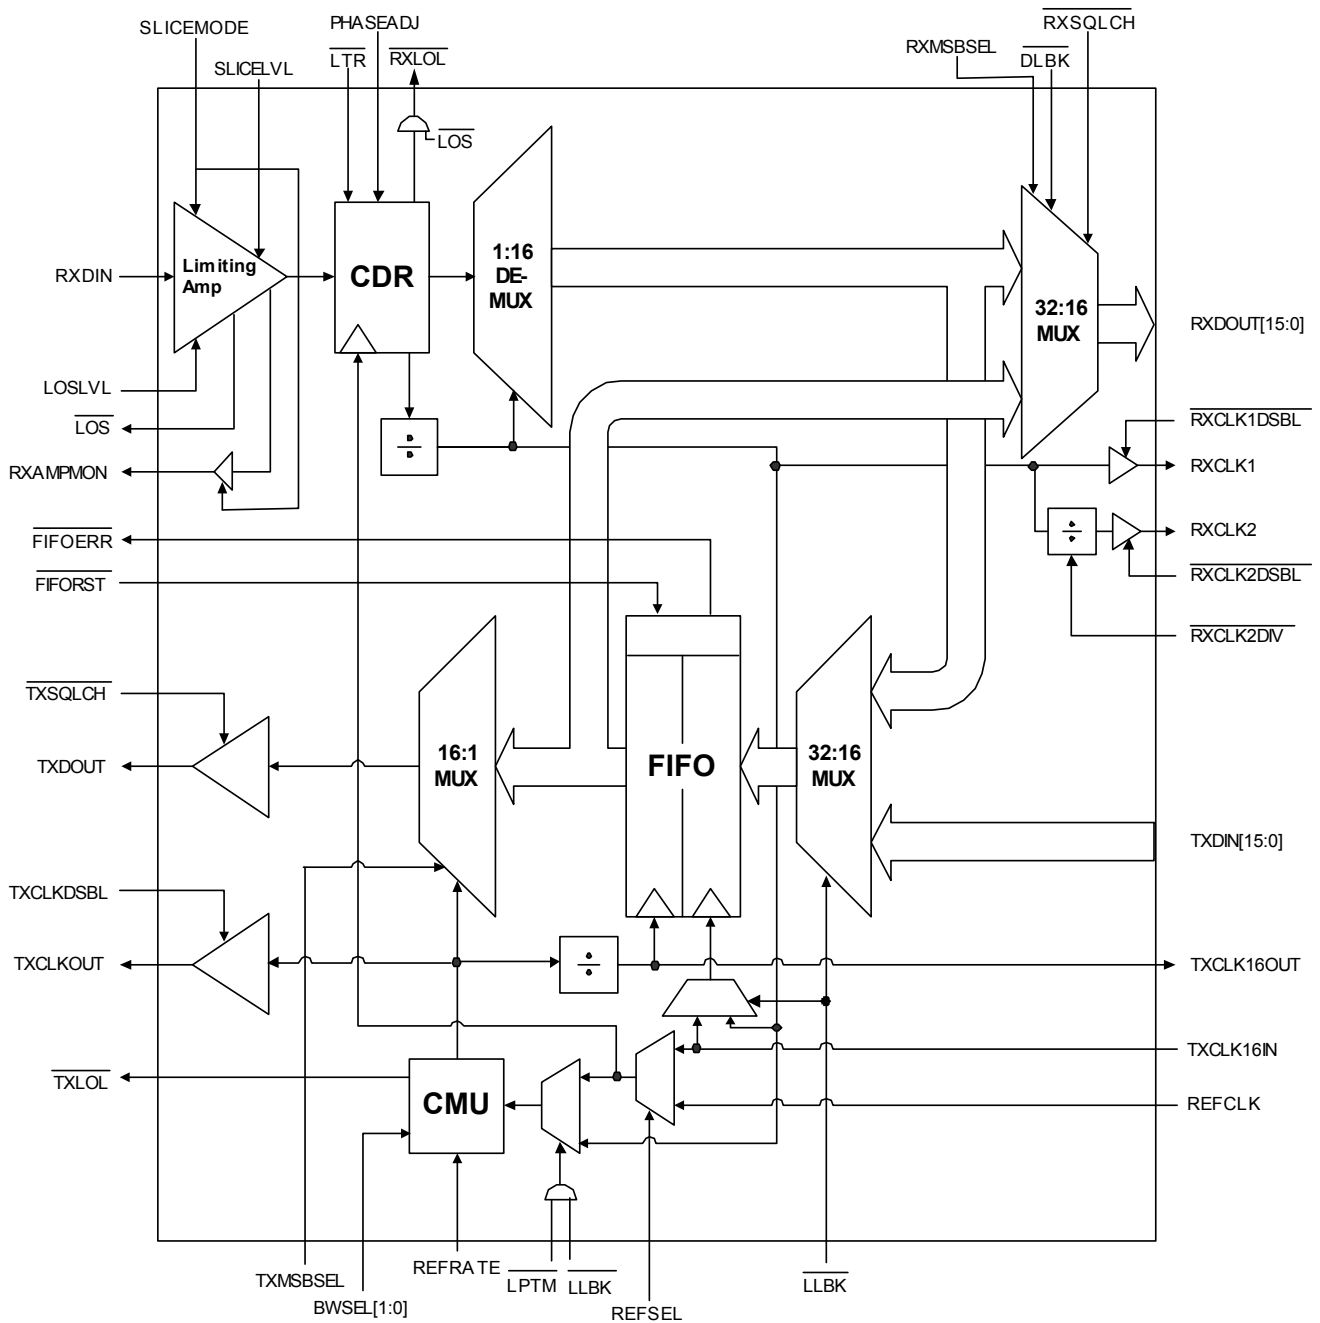 SLICEMODE
PHASEADJ
RXSQLCH
SLICELVL
LTR
RXLOL
RXMSBSEL
DLBK
LOS
RXDIN
Limiting
Amp
CDR
1:16
DE-
MUX
32:16
MUX
RXDOUT[15:0]
LOSLVL
LOS
RXCLK1DSBL
RXAMPMON
÷
RXCLK1
FIFOERR
÷
RXCLK2
FIFORST
RXCLK2DSBL
RXCLK2DIV
TXSQLCH
TXDOUT
16:1
MUX
FIFO
32:16
MUX
TXDIN[15:0]
TXCLKDSBL
TXCLKOUT
÷
TXCLK16OUT
TXCLK16IN
TXLOL
CMU
REFCLK
TXMSBSEL
BWSEL[1:0]
REFRATE
LPTM
LLBK
REFSEL
LLBK